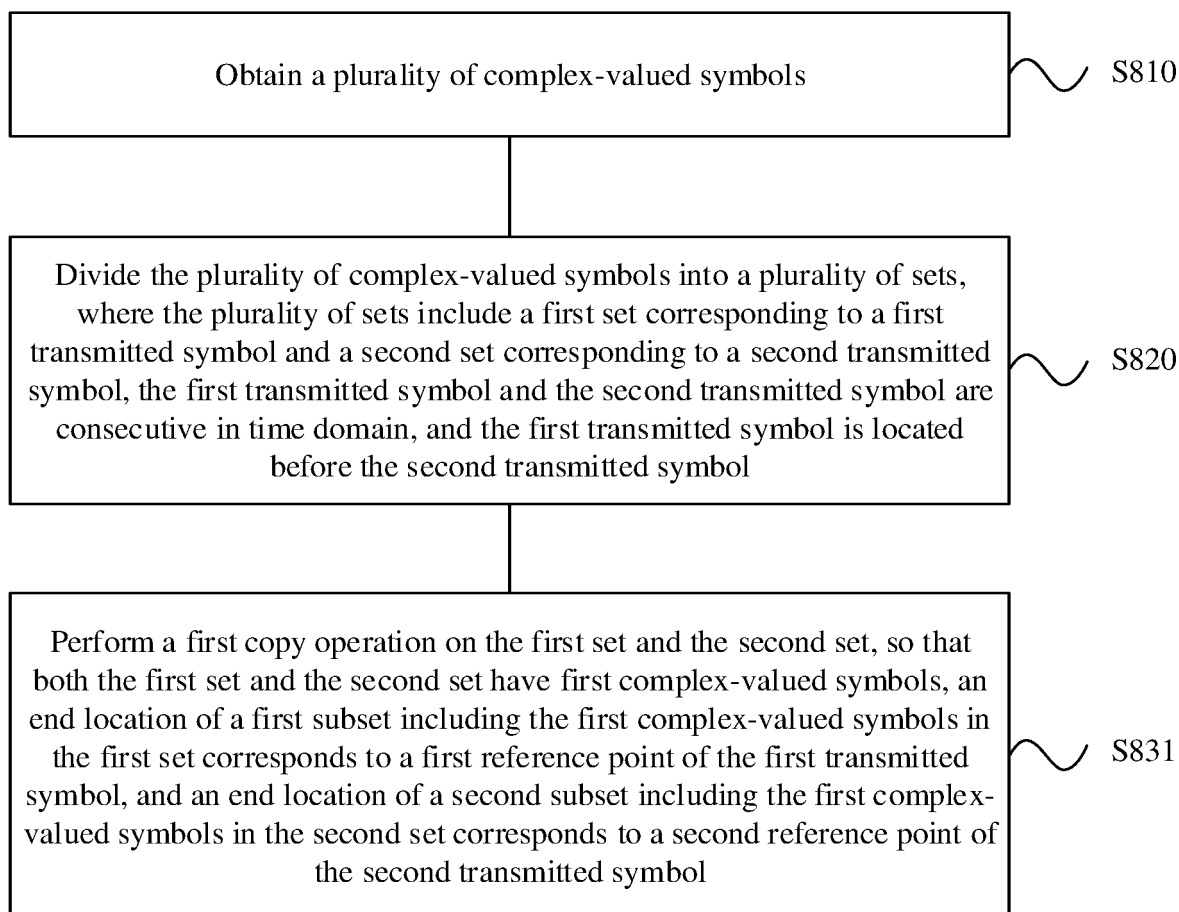 Obtain a plurality of complex-valued symbols
S810
Divide the plurality of complex-valued symbols into a plurality of sets,
where the plurality of sets include a first set corresponding to a first
transmitted symbol and a second set corresponding to a second transmitted
symbol, the first transmitted symbol and the second transmitted symbol are
consecutive in time domain, and the first transmitted symbol is located
before the second transmitted symbol
S820
Perform a first copy operation on the first set and the second set, so that
both the first set and the second set have first complex-valued symbols, an
end location of a first subset including the first complex-valued symbols in
the first set corresponds to a first reference point of the first transmitted
symbol, and an end location of a second subset including the first complex-
valued symbols in the second set corresponds to a second reference point of
the second transmitted symbol
S831